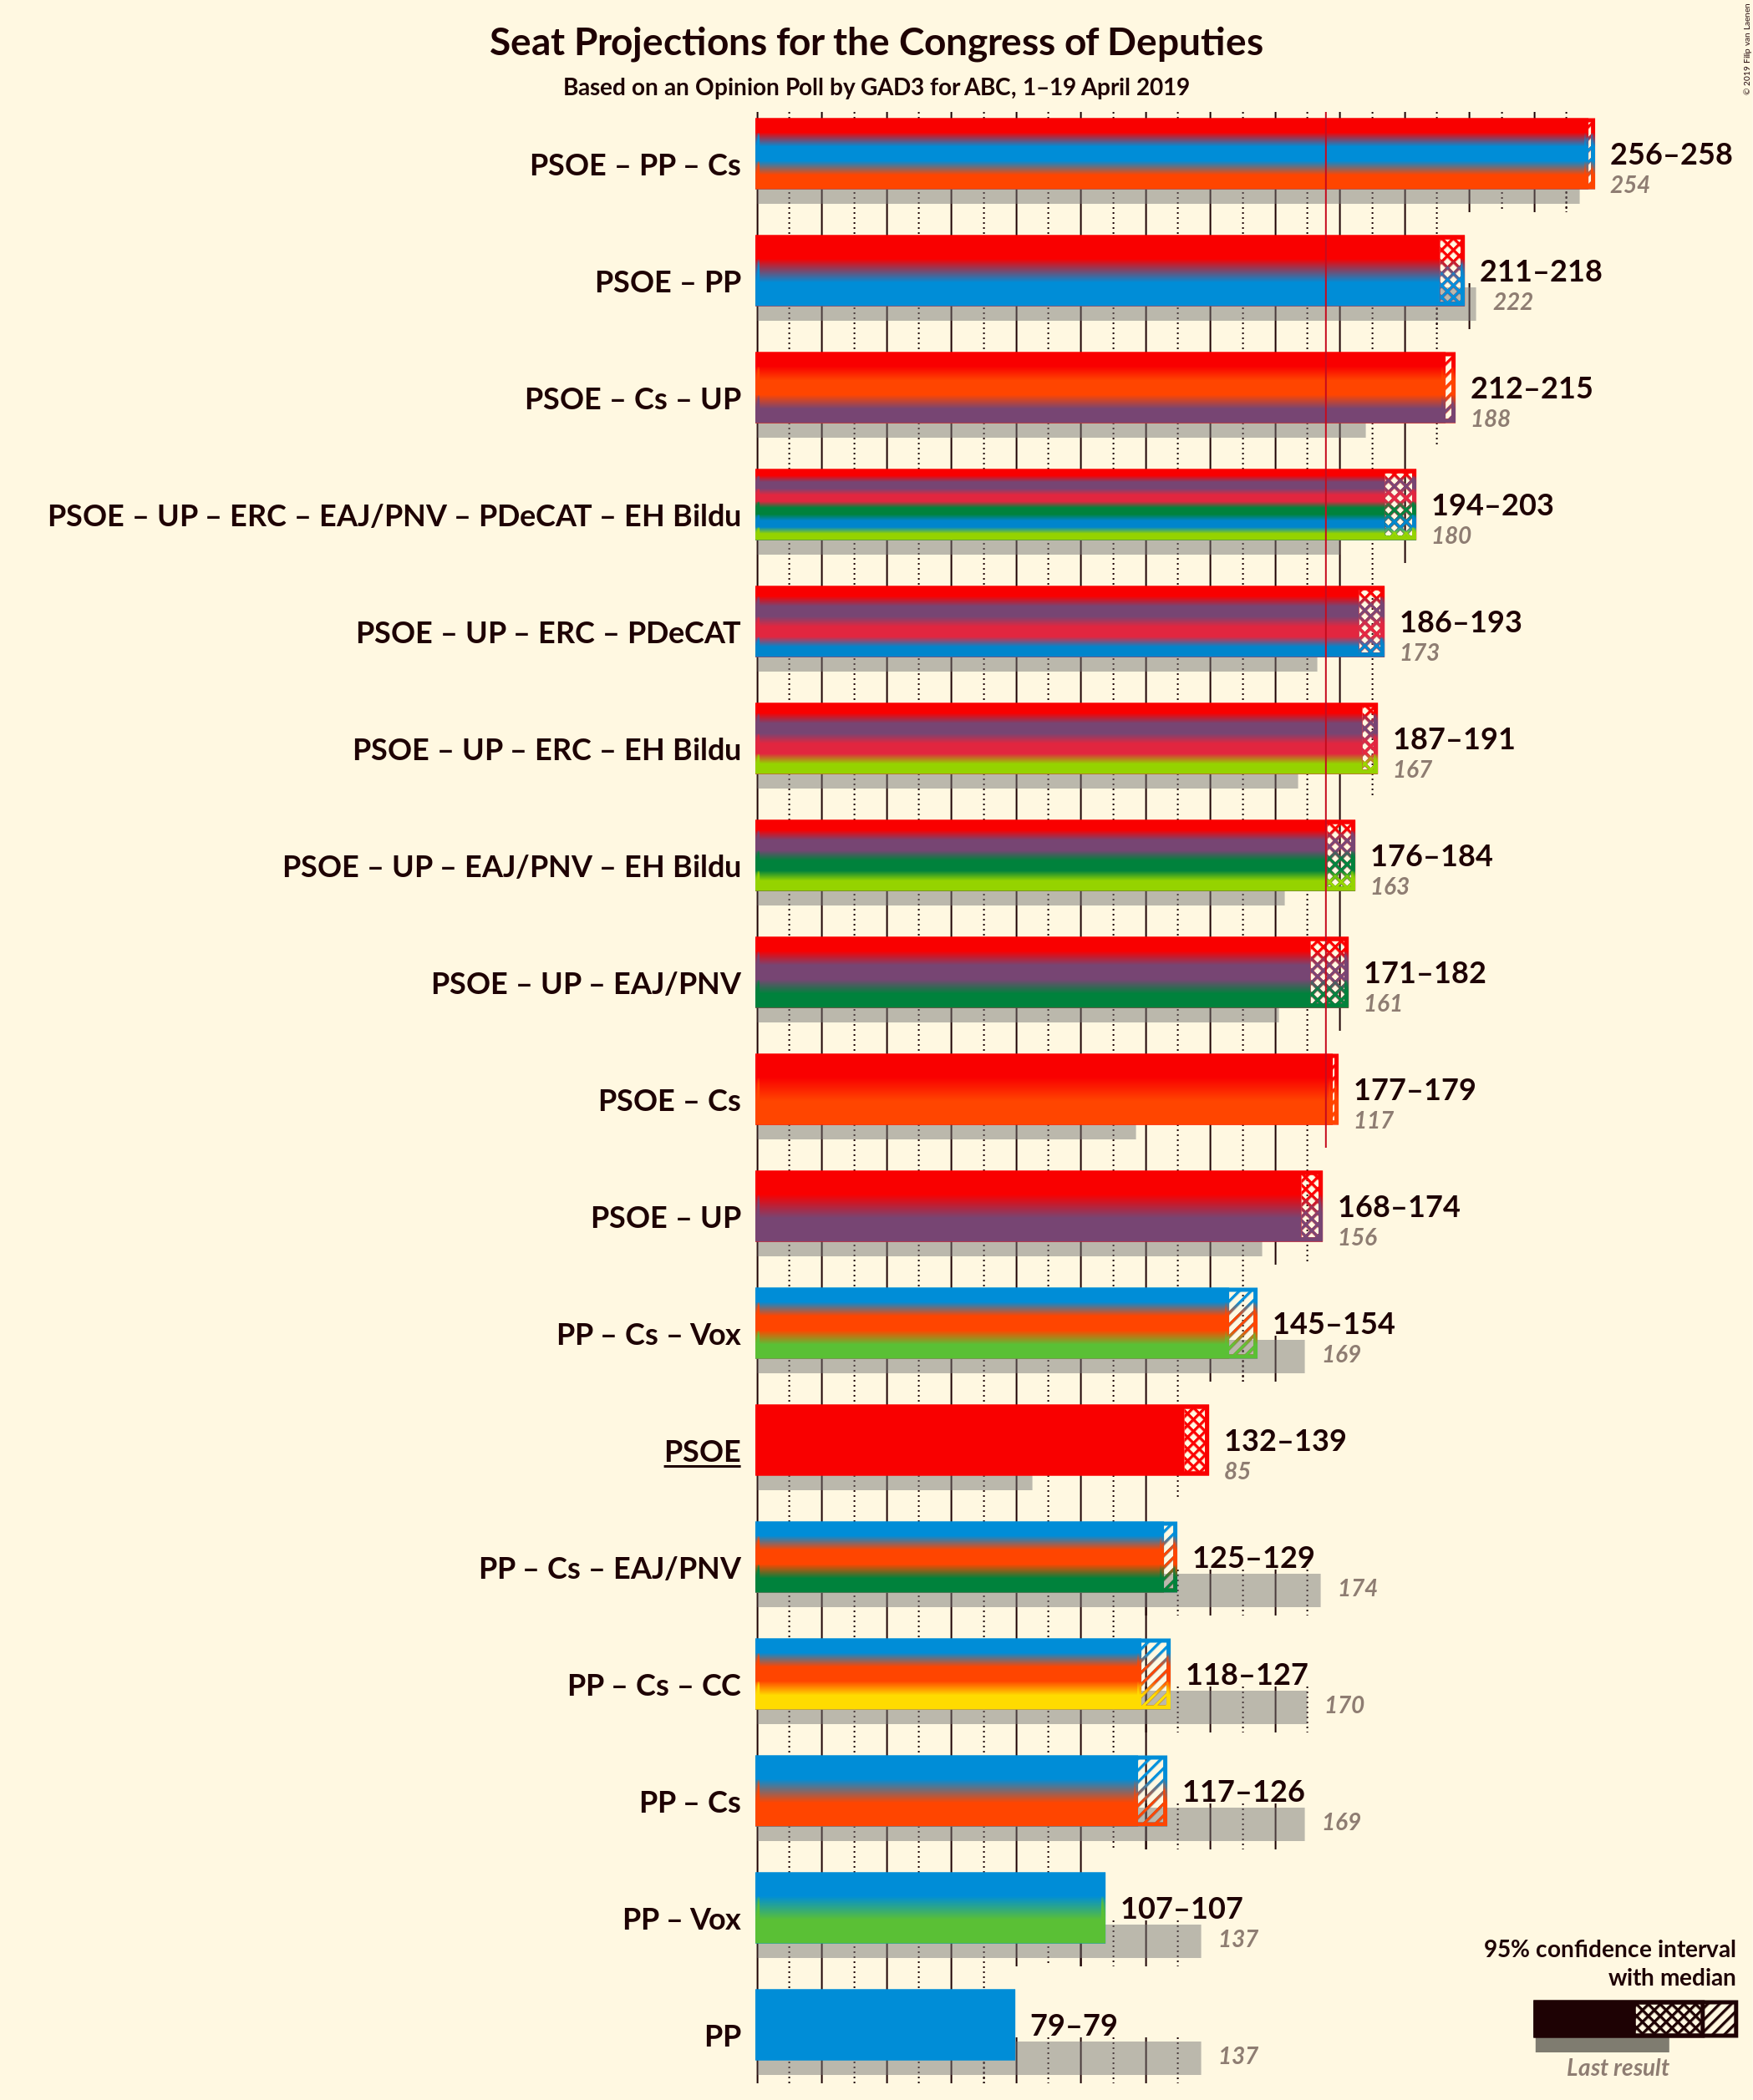 Seat Projections for the Congress of Deputies
Based on an Opinion Poll by GAD3 for ABC, 1–19 April 2019
© 2019 Filip van Laenen
PSOE – PP – Cs
256–258
254
PSOE – PP
211–218
222
PSOE – Cs – UP
212–215
188
PSOE – UP – ERC – EAJ/PNV – PDeCAT – EH Bildu
194–203
180
PSOE – UP – ERC – PDeCAT
186–193
173
PSOE – UP – ERC – EH Bildu
187–191
167
PSOE – UP – EAJ/PNV – EH Bildu
176–184
163
PSOE – UP – EAJ/PNV
171–182
161
PSOE – Cs
177–179
117
PSOE – UP
168–174
156
PP – Cs – Vox
145–154
169
PSOE
132–139
85
PP – Cs – EAJ/PNV
125–129
174
PP – Cs – CC
118–127
170
PP – Cs
117–126
169
PP – Vox
107–107
137
PP
79–79
137
95% confidence interval
with median
Last result